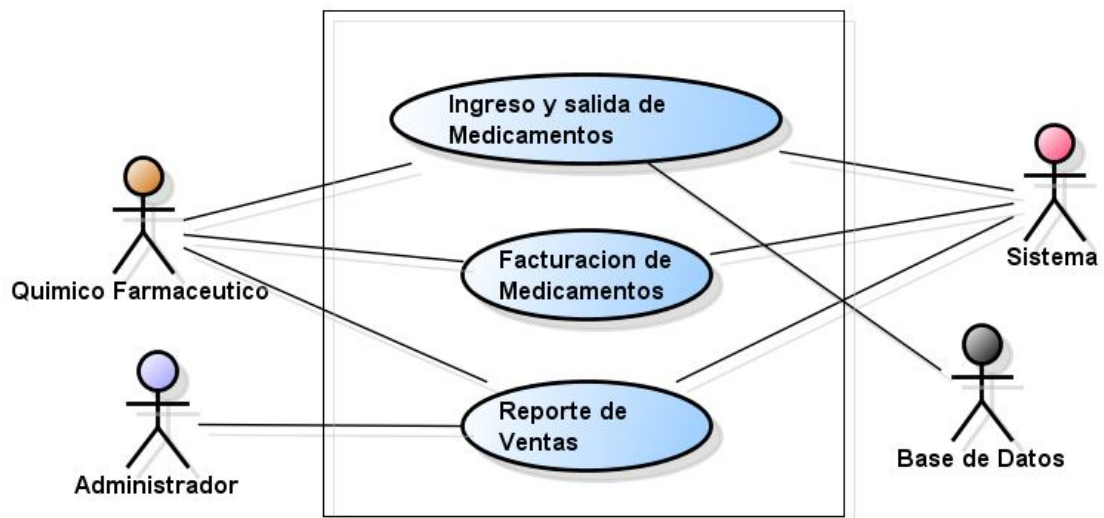 Ingreso y salida de
Medicamentos
Quimico Farmaceutico
Facturacion de
Medicamentos
Sistema
Administrador
Reporte de
Ventas
Base de Datos